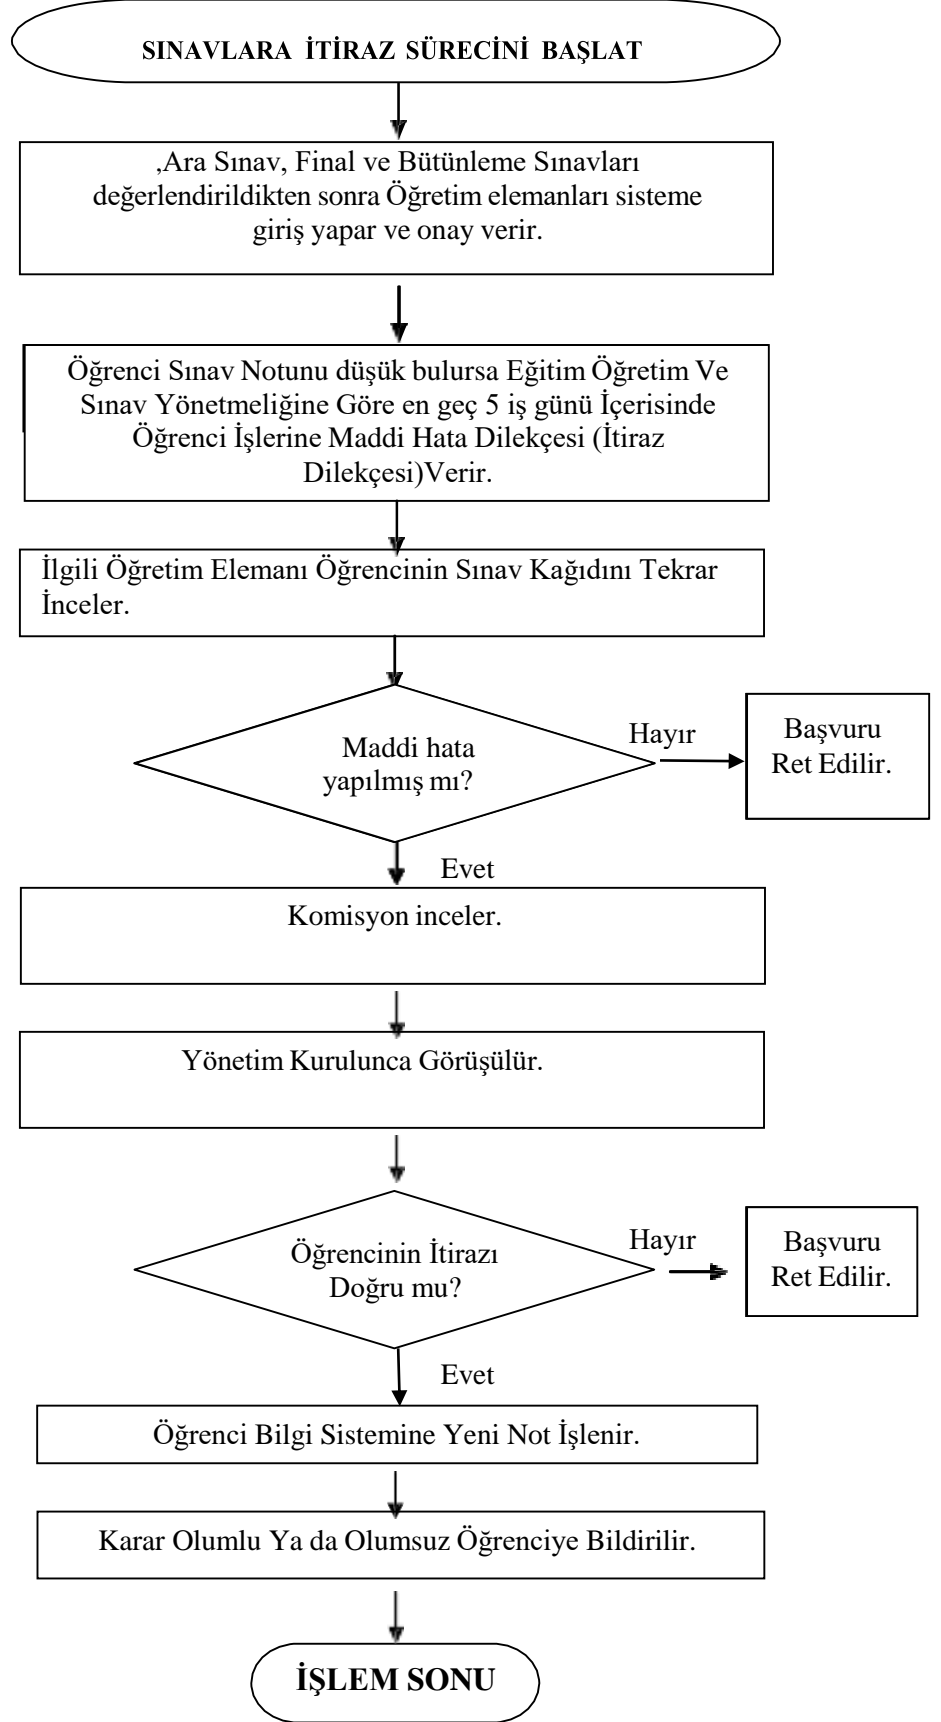 SINAVLARA İTİRAZ SÜRECİNİ BAŞLAT
,Ara Sınav, Final ve Bütünleme Sınavları
değerlendirildikten sonra Öğretim elemanları sisteme
giriş yapar ve onay verir.
Öğrenci Sınav Notunu düşük bulursa Eğitim Öğretim Ve
Sınav Yönetmeliğine Göre en geç 5 iş günü İçerisinde
Öğrenci İşlerine Maddi Hata Dilekçesi (İtiraz
Dilekçesi)Verir.
İlgili Öğretim Elemanı Öğrencinin Sınav Kağıdını Tekrar
İnceler.
Maddi hata
yapılmış mı?
Hayır
Başvuru
Ret Edilir.
Evet
Komisyon inceler.
Yönetim Kurulunca Görüşülür.
Öğrencinin İtirazı
Doğru mu?
Hayır
Başvuru
Ret Edilir.
Evet
Öğrenci Bilgi Sistemine Yeni Not İşlenir.
Karar Olumlu Ya da Olumsuz Öğrenciye Bildirilir.
İŞLEM SONU